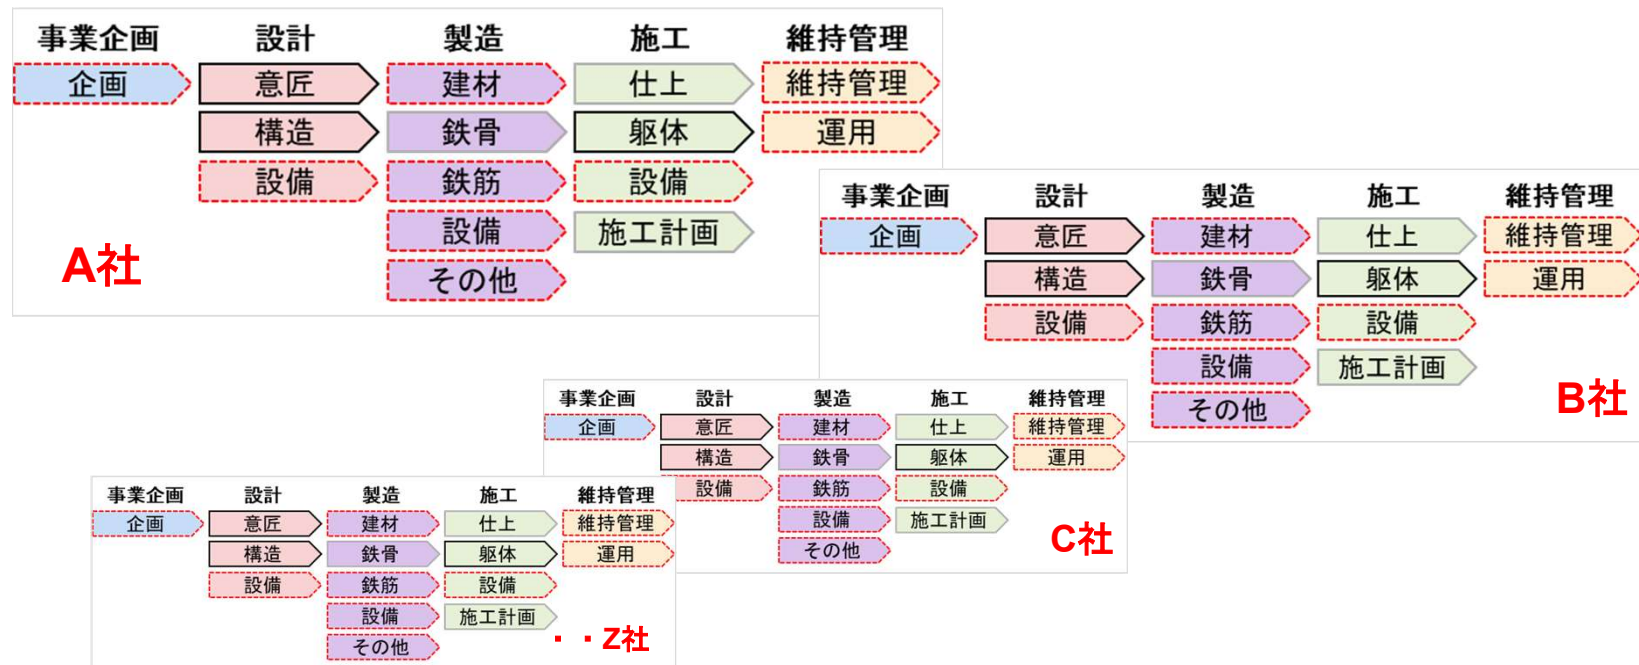 事業企画 設計 製造 施工 維持管理
企画 意匠 建材 仕上 維持管理
構造 鉄骨 躯体 運用
設備 鉄筋 設備
設備 施工計画
その他
A社
事業企画 設計 製造 施工 維持管理
企画 意匠 建材 仕上 維持管理
構造 鉄骨 躯体 運用
設備 鉄筋 設備
設備 施工計画
その他
B社
事業企画 設計 製造 施工 維持管理
企画 意匠 建材 仕上 維持管理
構造 鉄骨 躯体 運用
設備 鉄筋 設備
設備 施工計画
その他
C社
事業企画 設計 製造 施工 維持管理
企画 意匠 建材 仕上 維持管理
構造 鉄骨 躯体 運用
設備 鉄筋 設備
設備 施工計画
その他
・・Z社